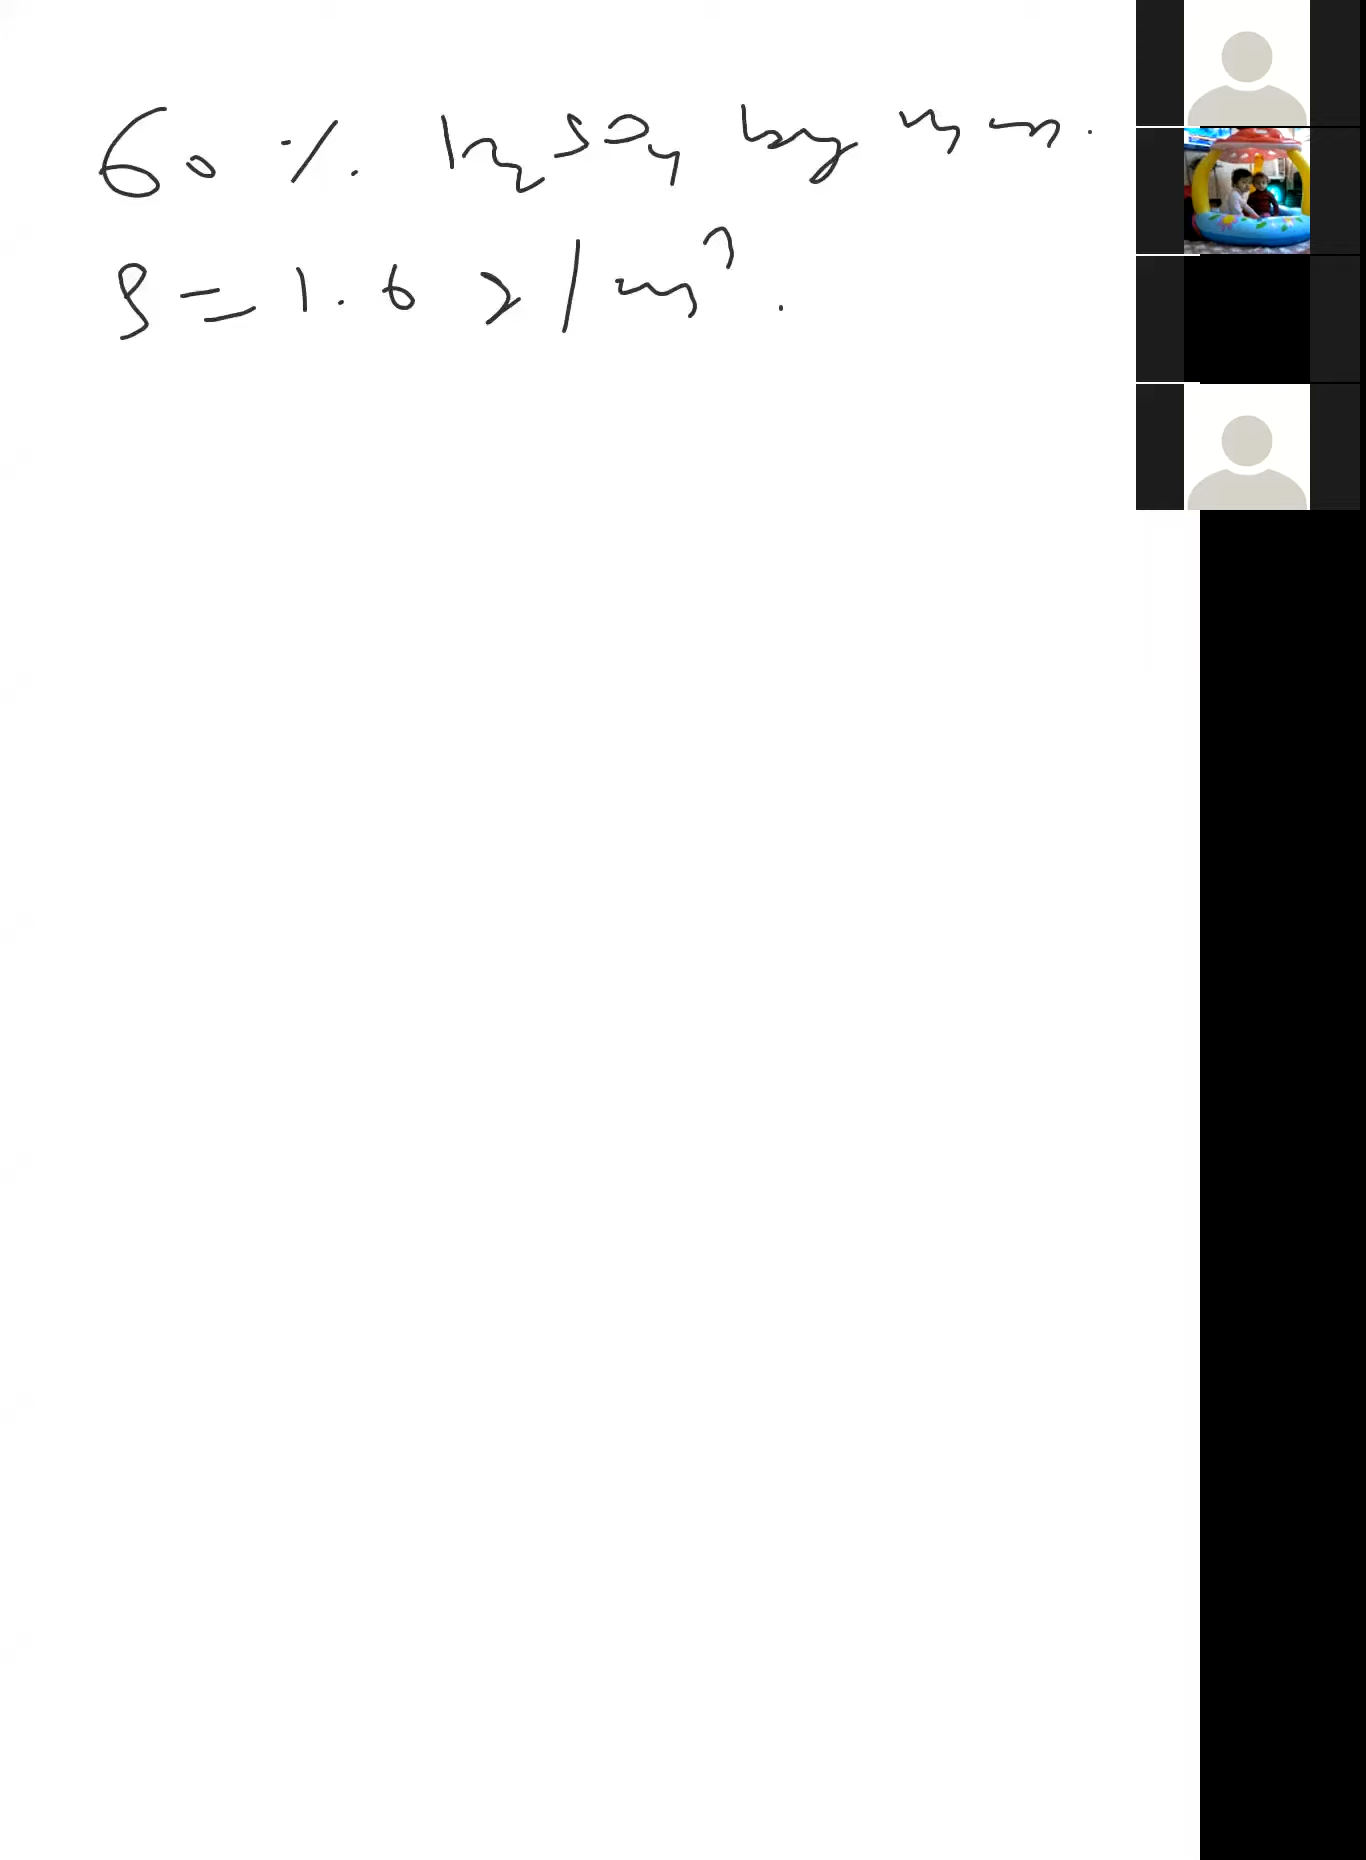 60 %. H₂SO₄ by mass.
ρ = 1.6 g/cm³.